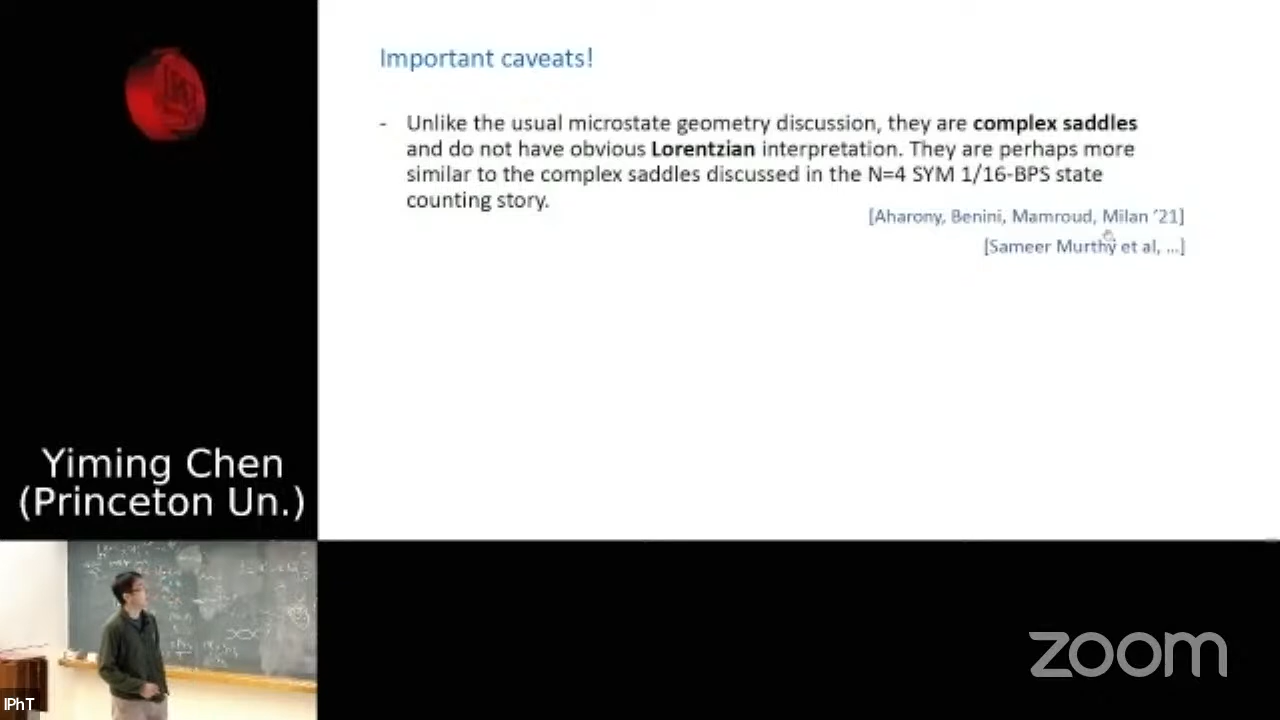 Important caveats!
- Unlike the usual microstate geometry discussion, they are complex saddles
and do not have obvious Lorentzian interpretation. They are perhaps more
similar to the complex saddles discussed in the N=4 SYM 1/16-BPS state
counting story.
[Aharony, Benini, Mamroud, Milan '21]
[Sameer Murthy et al, ...]
Yiming Chen
(Princeton Un.)
IPhT
zoom